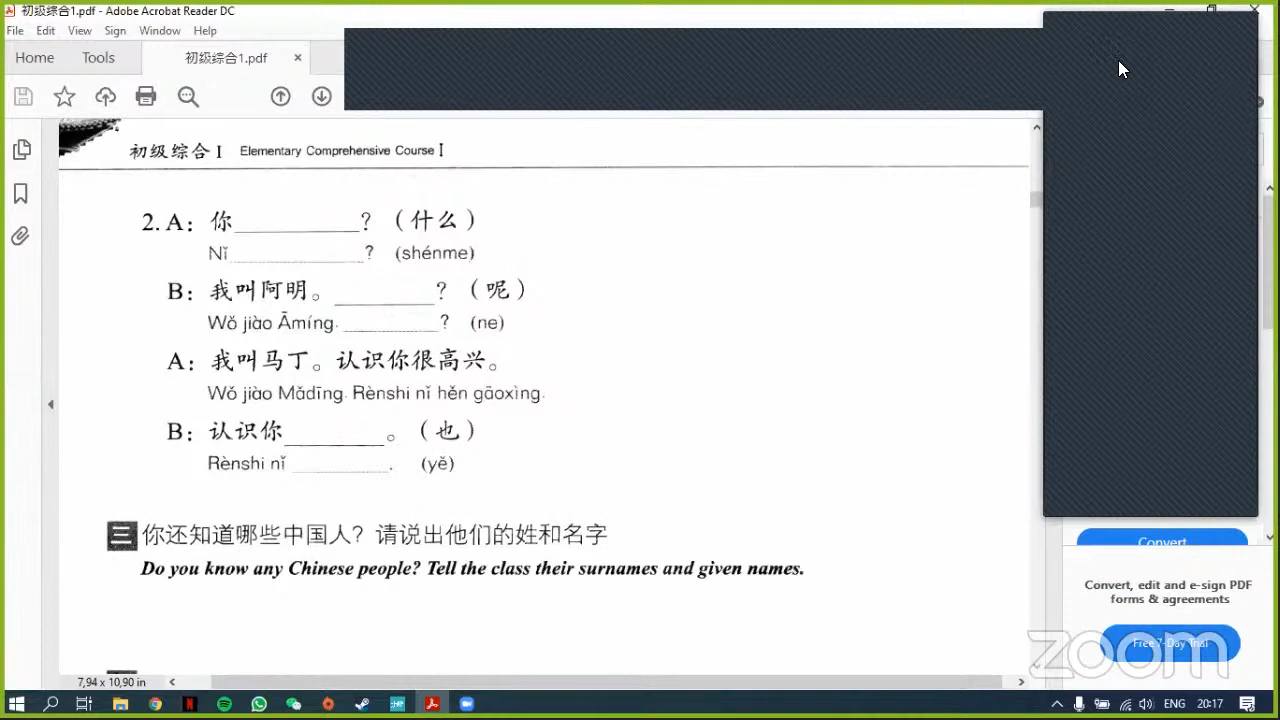 初级综合1.pdf - Adobe Acrobat Reader DC
File Edit View Sign Window Help
Home Tools 初级综合1.pdf ×
初级综合 I Elementary Comprehensive Course I
2. A: 你__________? (什么)
Nǐ __________? (shénme)
B: 我叫阿明。________? (呢)
Wǒ jiào Āmíng. ________? (ne)
A: 我叫马丁。认识你很高兴。
Wǒ jiào Mǎdīng. Rènshi nǐ hěn gāoxìng.
B: 认识你________。(也)
Rènshi nǐ ________. (yě)
三 你还知道哪些中国人？请说出他们的姓和名字
Do you know any Chinese people? Tell the class their surnames and given names.
Convert
Convert, edit and e-sign PDF
forms & agreements
Free 7-Day Trial
zoom
7,94 x 10,90 in
ENG 20:17